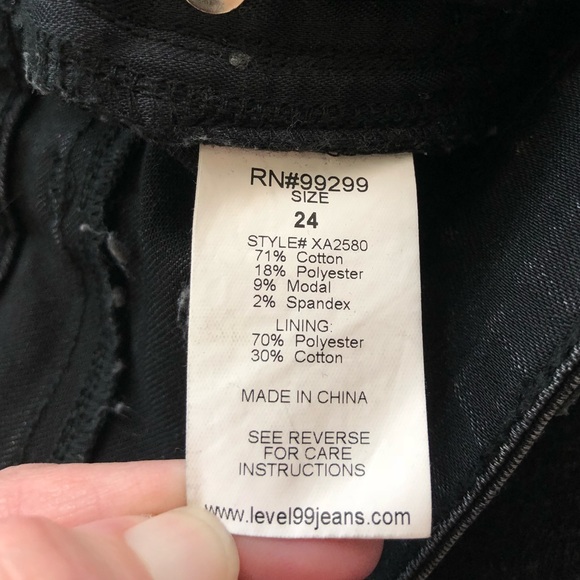 RN#99299
SIZE
24
STYLE# XA2580
71% Cotton
18% Polyester
9% Modal
2% Spandex
LINING:
70% Polyester
30% Cotton
MADE IN CHINA
SEE REVERSE
FOR CARE
INSTRUCTIONS
www.level99jeans.com